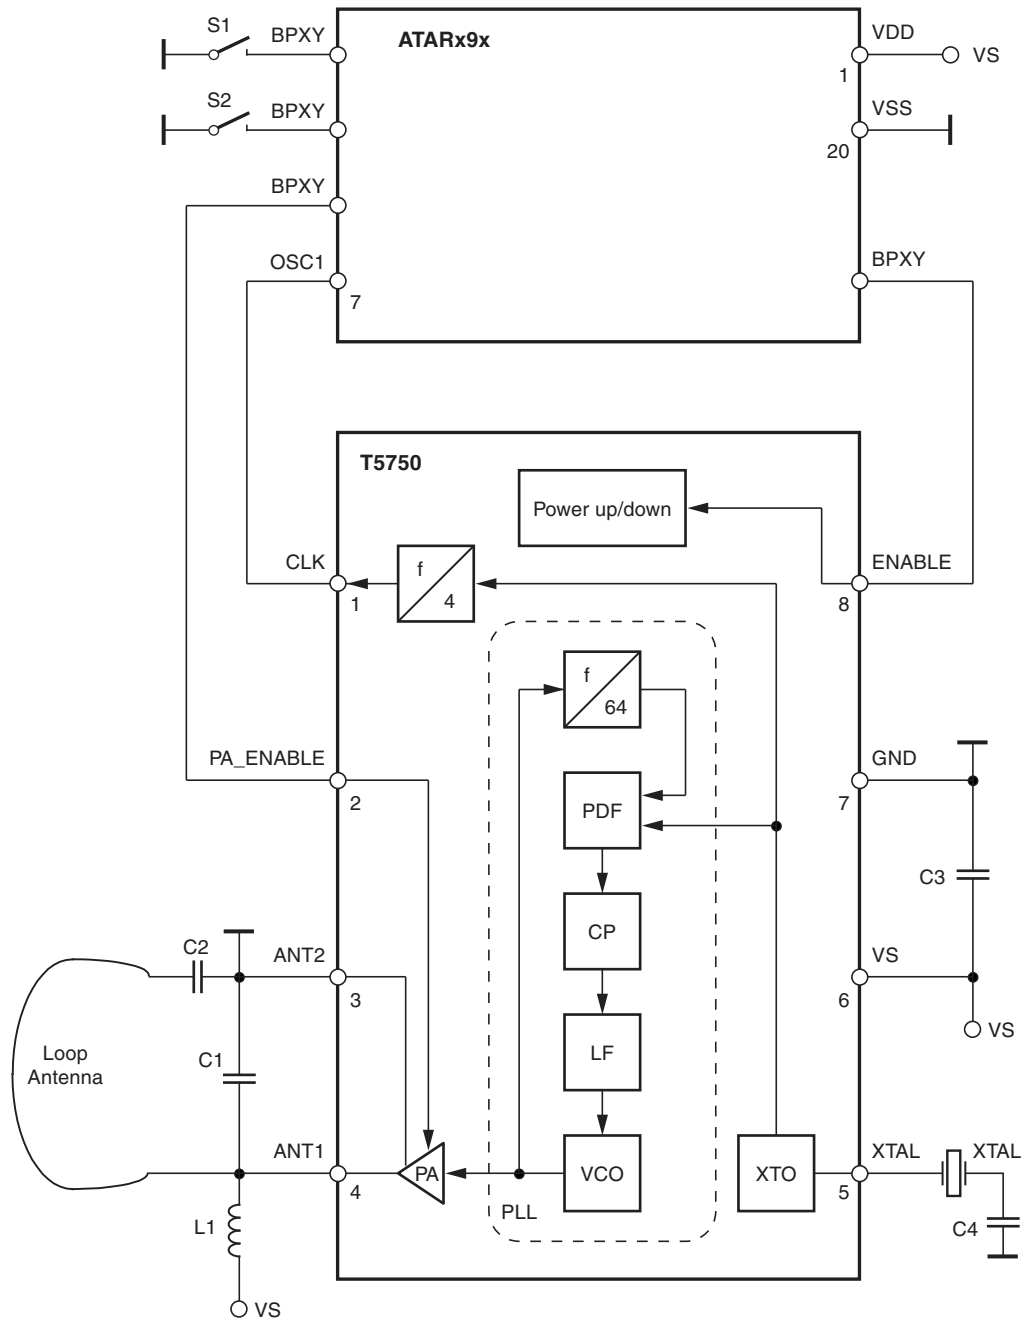 S1
BPXY
ATARx9x
VDD
1
VS
S2
BPXY
VSS
20
BPXY
OSC1
7
BPXY
T5750
Power up/down
CLK
1
f
4
ENABLE
8
f
64
PA_ENABLE
2
GND
7
PDF
C3
CP
C2
ANT2
3
VS
6
VS
LF
Loop
Antenna
C1
ANT1
4
PA
VCO
XTO
XTAL
5
XTAL
PLL
L1
C4
VS